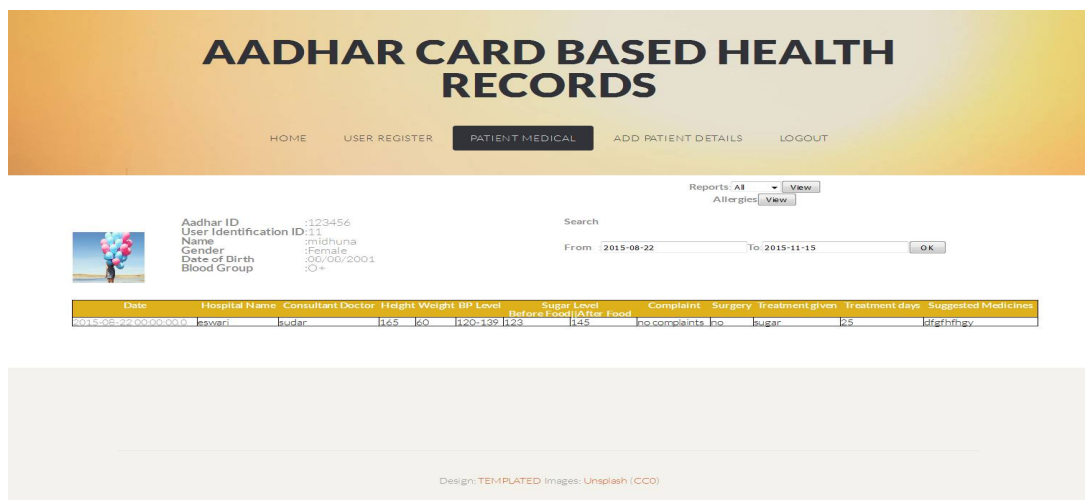 AADHAR CARD BASED HEALTH
RECORDS
HOME USER REGISTER PATIENT MEDICAL ADD PATIENT DETAILS LOGOUT
Reports: All View
Allergies View
Aadhar ID :123456
User Identification ID:11
Name :midhuna
Gender :Female
Date of Birth :00/00/2001
Blood Group :O+
Search
From :2015-08-22 To:2015-11-15 OK
Date Hospital Name Consultant Doctor Height Weight BP Level Sugar Level Complaint Surgery Treatment given Treatment days Suggested Medicines
Before Food||After Food
2015-08-22 00:00:00.0 eswari sudar 165 60 120-139 123 145 no complaints no sugar 25 dfgfhfhgy
Design: TEMPLATED Images: Unsplash (CC0)